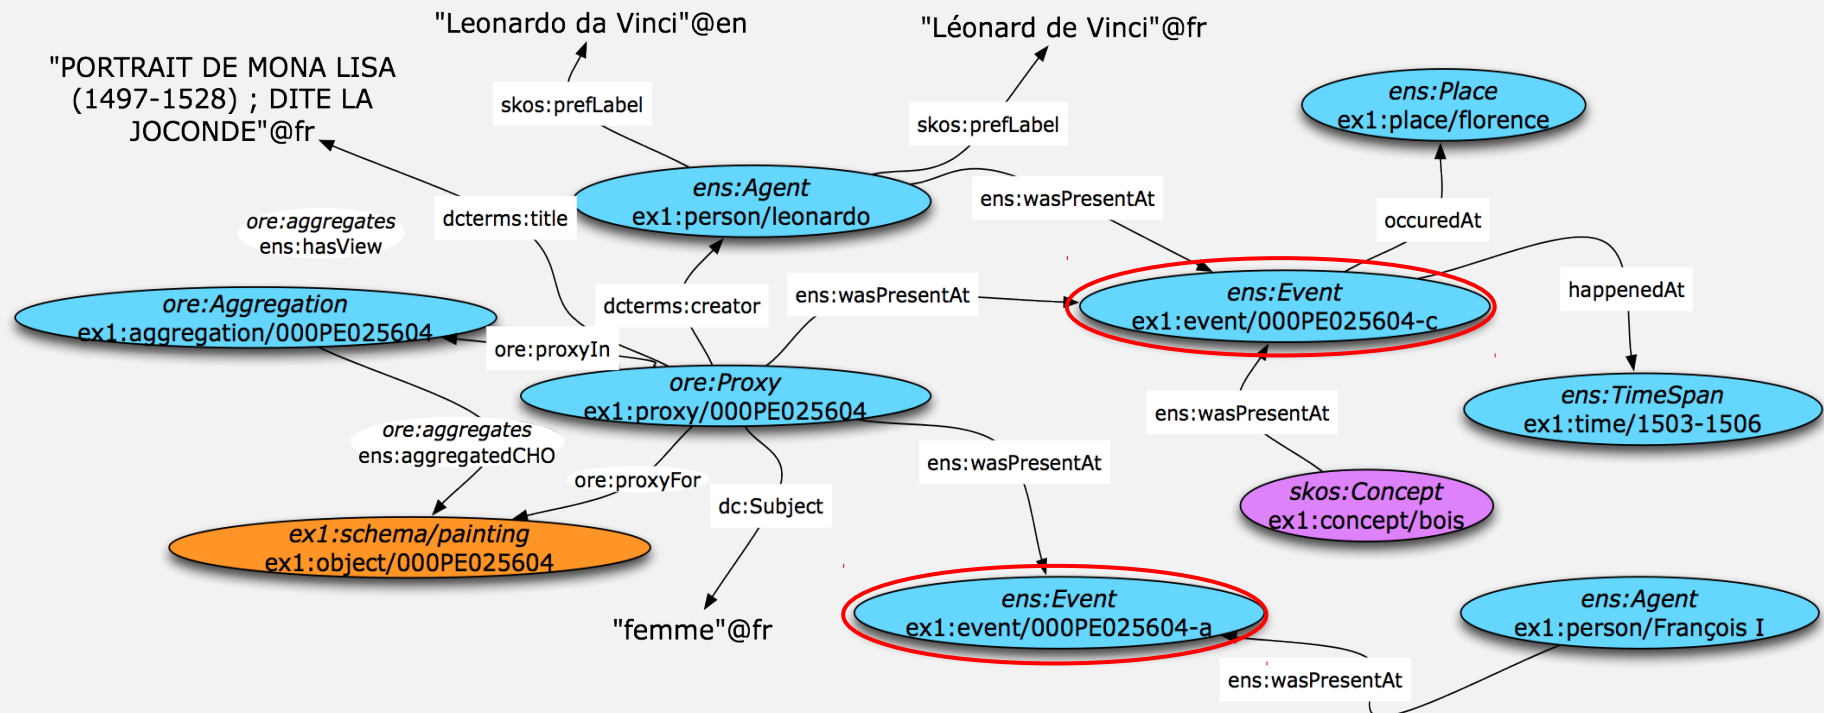 "Leonardo da Vinci"@en
"Léonard de Vinci"@fr
"PORTRAIT DE MONA LISA
(1497-1528) ; DITE LA
JOCONDE"@fr
skos:prefLabel
skos:prefLabel
ens:Place
ex1:place/florence
ens:Agent
ex1:person/leonardo
ens:wasPresentAt
occuredAt
ore:aggregates
ens:hasView
dcterms:title
ore:Aggregation
ex1:aggregation/000PE025604
dcterms:creator
ens:wasPresentAt
ens:Event
ex1:event/000PE025604-c
happenedAt
ore:proxyIn
ore:Proxy
ex1:proxy/000PE025604
ens:wasPresentAt
ens:TimeSpan
ex1:time/1503-1506
ore:aggregates
ens:aggregatedCHO
ore:proxyFor
dc:Subject
ens:wasPresentAt
skos:Concept
ex1:concept/bois
ex1:schema/painting
ex1:object/000PE025604
"femme"@fr
ens:Event
ex1:event/000PE025604-a
ens:Agent
ex1:person/François I
ens:wasPresentAt